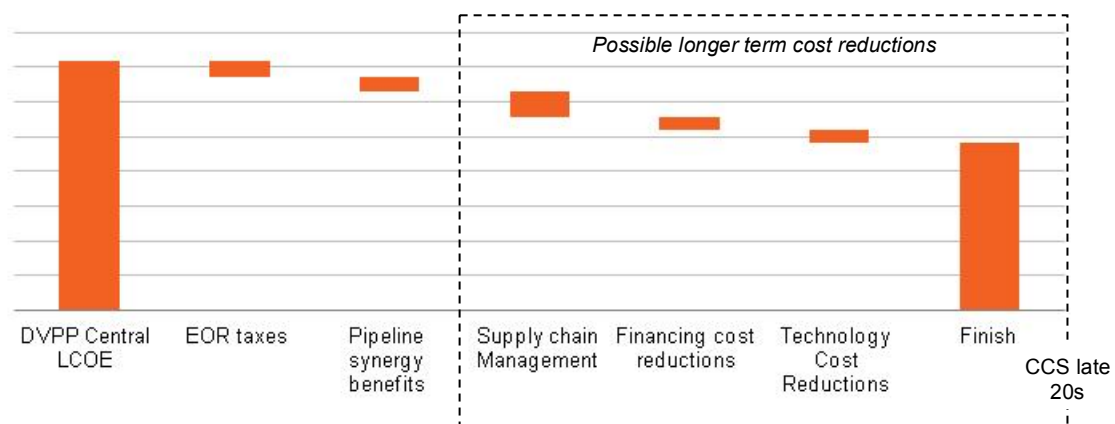 Possible longer term cost reductions
DVPP Central
LCOE
EOR taxes
Pipeline
synergy
benefits
Supply chain
Management
Financing cost
reductions
Technology
Cost
Reductions
Finish
CCS late
20s